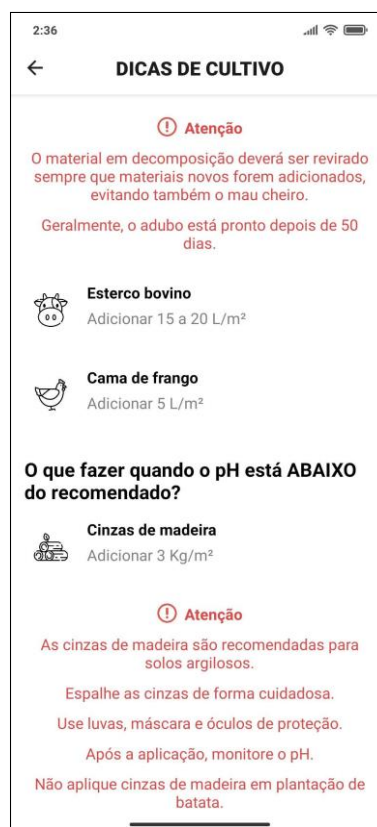 2:36
DICAS DE CULTIVO
Atenção
O material em decomposição deverá ser revirado
sempre que materiais novos forem adicionados,
evitando também o mau cheiro.
Geralmente, o adubo está pronto depois de 50
dias.
Esterco bovino
Adicionar 15 a 20 L/m²
Cama de frango
Adicionar 5 L/m²
O que fazer quando o pH está ABAIXO
do recomendado?
Cinzas de madeira
Adicionar 3 Kg/m²
Atenção
As cinzas de madeira são recomendadas para
solos argilosos.
Espalhe as cinzas de forma cuidadosa.
Use luvas, máscara e óculos de proteção.
Após a aplicação, monitore o pH.
Não aplique cinzas de madeira em plantação de
batata.